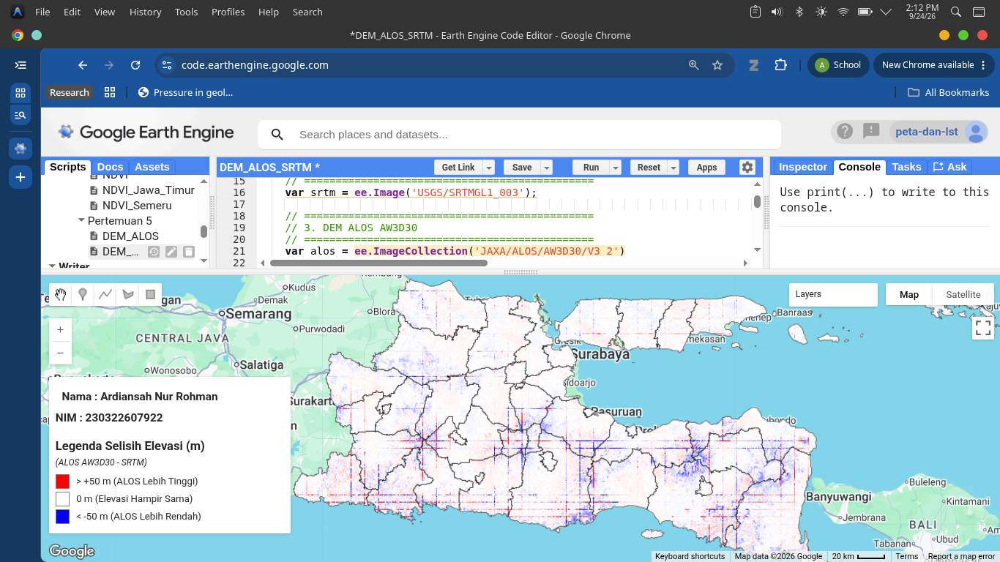 File Edit View History Tools Profiles Help Search
2:12 PM
9/24/26
*DEM_ALOS_SRTM - Earth Engine Code Editor - Google Chrome
code.earthengine.google.com
A School
New Chrome available
Research
Pressure in geol...
All Bookmarks
Google Earth Engine
Search places and datasets...
peta-dan-lst
Scripts Docs Assets
NDVI
NDVI_Jawa_Timur
NDVI_Semeru
Pertemuan 5
DEM_ALOS
DEM_...
Writer
DEM_ALOS_SRTM *
Get Link Save Run Reset Apps
15 // ===============================================
16 var srtm = ee.Image('USGS/SRTMGL1_003');
17
18 // ===============================================
19 // 3. DEM ALOS AW3D30
20 // ===============================================
21 var alos = ee.ImageCollection('JAXA/ALOS/AW3D30/V3_2')
22
Inspector Console Tasks Ask
Use print(...) to write to this
console.
Layers
Map Satellite
Kudus
Demak
Semarang
Blora
Purwodadi
CENTRAL JAVA
Salatiga
Wonosobo
Surakart
Gresik
Surabaya
idoarjo
Pasuruan
mekasan
Banraas
Banyuwangi
Buleleng
Kintamani
Jembrana
BALI
Ubud
Tabanan
Nama : Ardiansah Nur Rohman
NIM : 230322607922
Legenda Selisih Elevasi (m)
(ALOS AW3D30 - SRTM)
> +50 m (ALOS Lebih Tinggi)
0 m (Elevasi Hampir Sama)
< -50 m (ALOS Lebih Rendah)
Google
Keyboard shortcuts Map data ©2026 Google 20 km Terms Report a map error